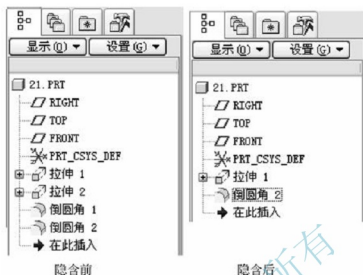 显示(O) 设置(G)
21.PRT
RIGHT
TOP
FRONT
PRT_CSYS_DEF
拉伸 1
拉伸 2
倒圆角 1
倒圆角 2
在此插入
隐含前
显示(O) 设置(G)
21.PRT
RIGHT
TOP
FRONT
PRT_CSYS_DEF
拉伸 1
倒圆角 2
在此插入
隐含后
所有